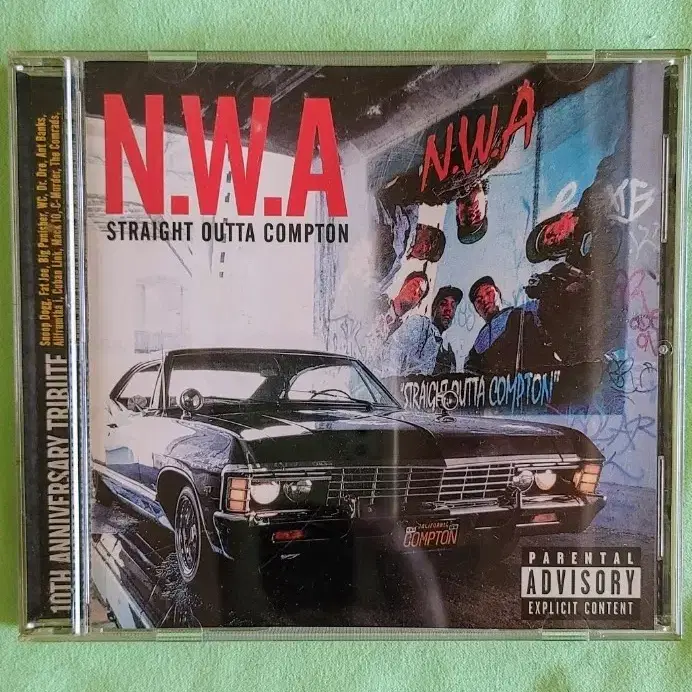 N.W.A
STRAIGHT OUTTA COMPTON
N.W.A
"STRAIGHT OUTTA COMPTON"
CALIFORNIA
COMPTON
PARENTAL
ADVISORY
EXPLICIT CONTENT
10TH ANNIVERSARY TRIBUTE
Snoop Dogg, Fat Joe, Big Punisher, WC, Dr. Dre, Ant Banks,
Cuban Link, Mack 10, C-Murder, The Comrads,